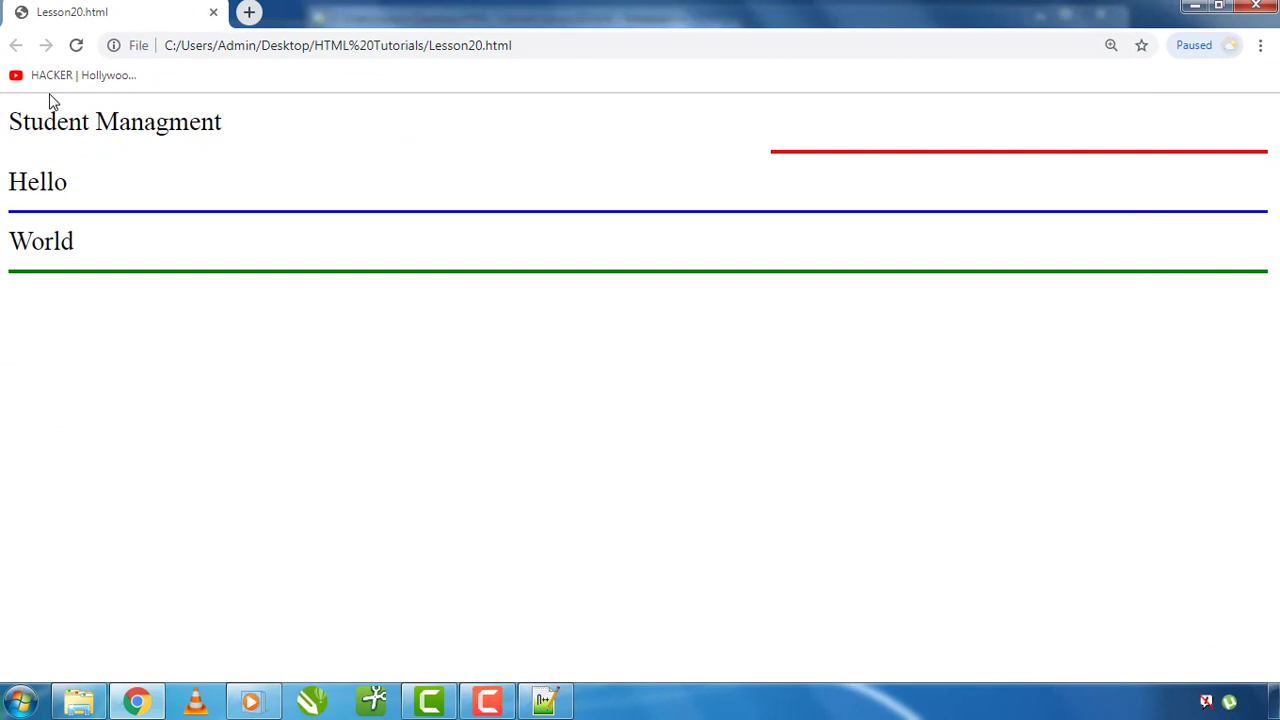 Lesson20.html
File
C:/Users/Admin/Desktop/HTML%20Tutorials/Lesson20.html
Paused
HACKER | Hollywoo...
Student Managment
Hello
World